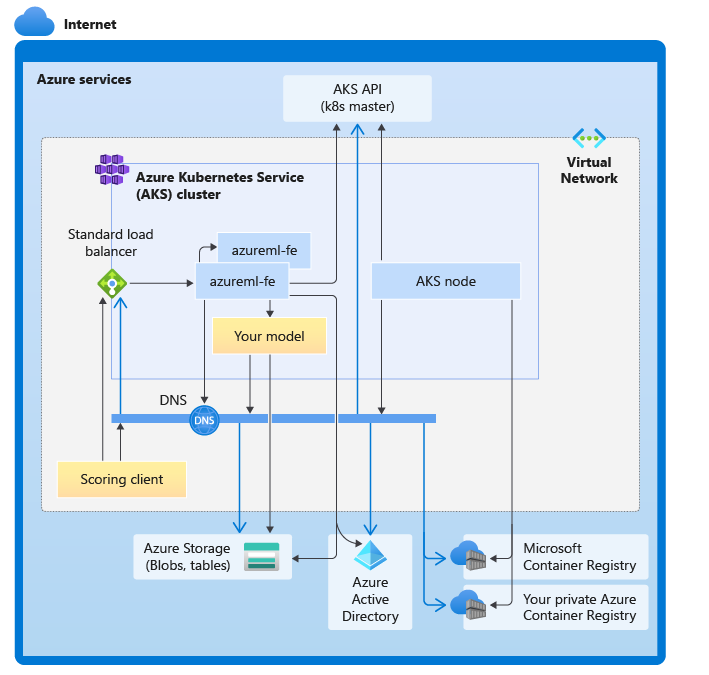 Internet
Azure services
AKS API
(k8s master)
Virtual
Network
Azure Kubernetes Service
(AKS) cluster
Standard load
balancer
azureml-fe
azureml-fe
AKS node
Your model
DNS
DNS
Scoring client
Azure Storage
(Blobs, tables)
Azure
Active
Directory
Microsoft
Container Registry
Your private Azure
Container Registry